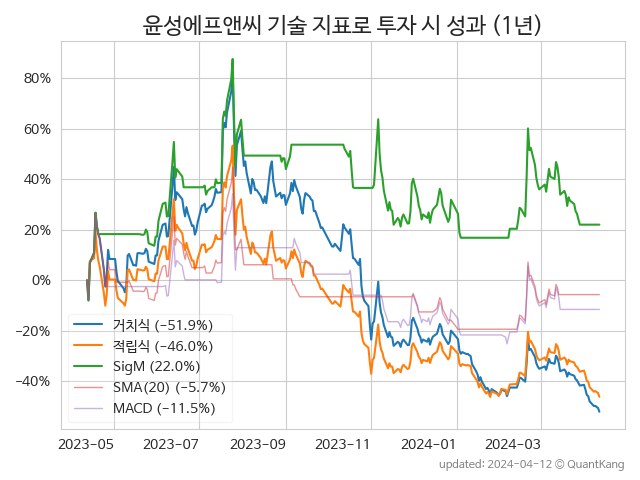 윤성에프앤씨 기술 지표로 투자 시 성과 (1년)
80%
60%
40%
20%
0%
−20%
−40%
거치식 (−51.9%)
적립식 (−46.0%)
SigM (22.0%)
SMA(20) (−5.7%)
MACD (−11.5%)
2023-05 2023-07 2023-09 2023-11 2024-01 2024-03
updated: 2024-04-12 © QuantKang